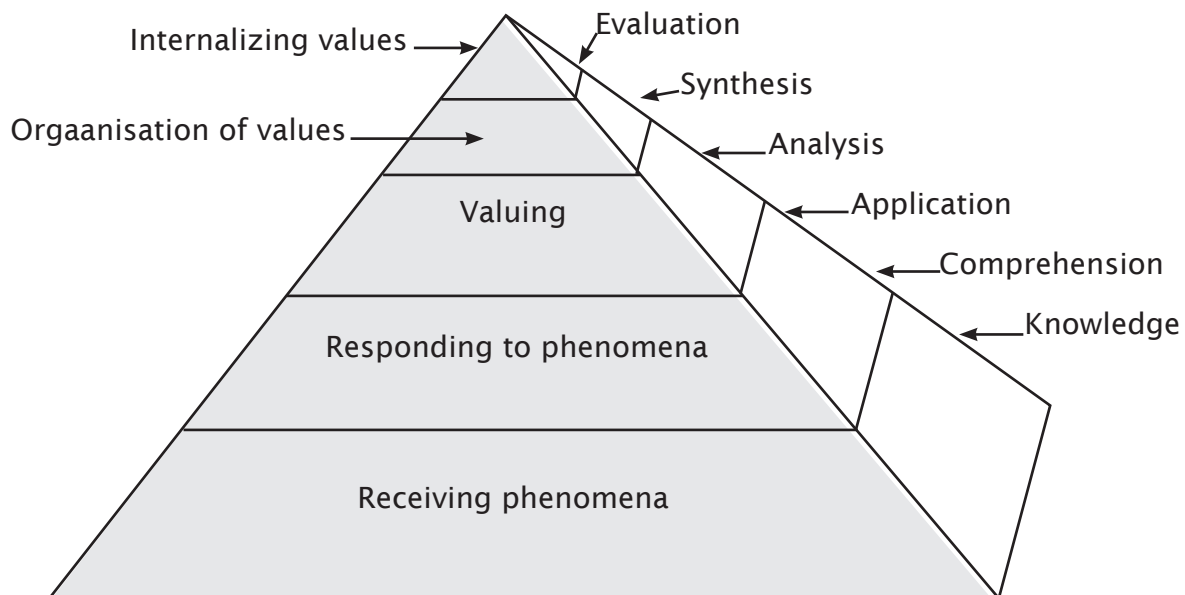 Evaluation
Internalizing values
Synthesis
Orgaanisation of values
Analysis
Valuing
Application
Comprehension
Knowledge
Responding to phenomena
Receiving phenomena